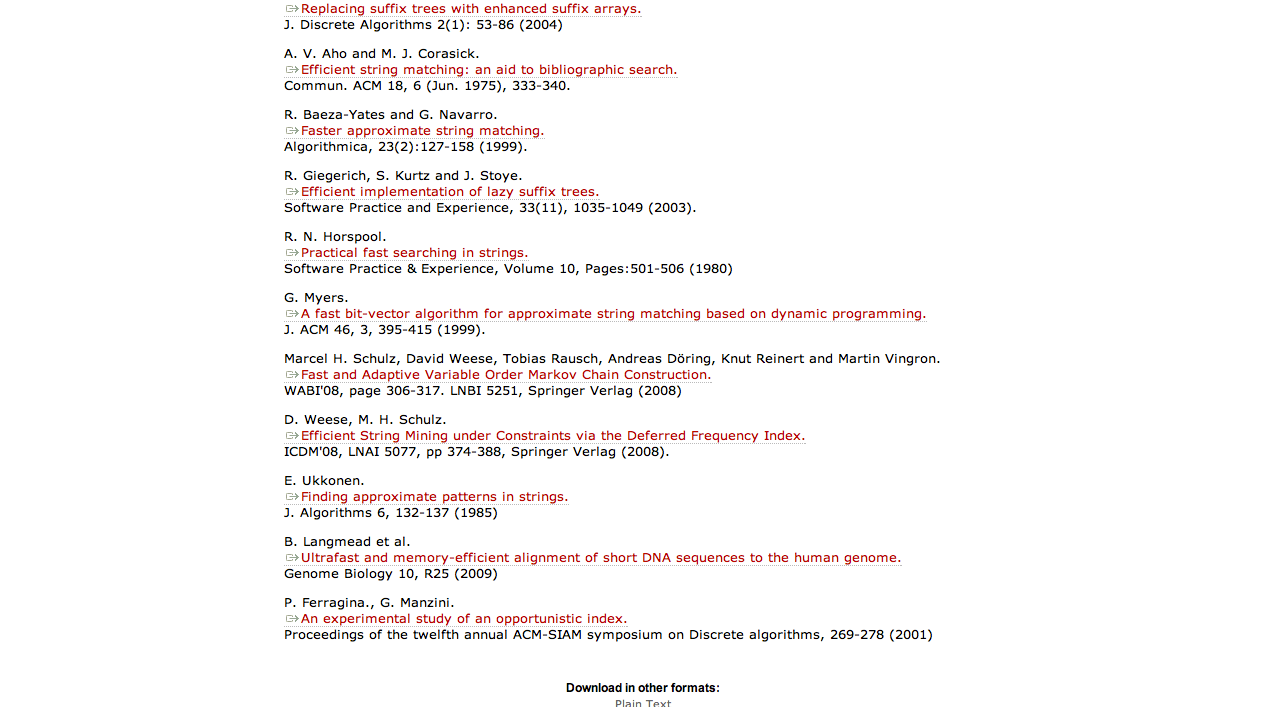 Replacing suffix trees with enhanced suffix arrays.
J. Discrete Algorithms 2(1): 53-86 (2004)
A. V. Aho and M. J. Corasick.
Efficient string matching: an aid to bibliographic search.
Commun. ACM 18, 6 (Jun. 1975), 333-340.
R. Baeza-Yates and G. Navarro.
Faster approximate string matching.
Algorithmica, 23(2):127-158 (1999).
R. Giegerich, S. Kurtz and J. Stoye.
Efficient implementation of lazy suffix trees.
Software Practice and Experience, 33(11), 1035-1049 (2003).
R. N. Horspool.
Practical fast searching in strings.
Software Practice & Experience, Volume 10, Pages:501-506 (1980)
G. Myers.
A fast bit-vector algorithm for approximate string matching based on dynamic programming.
J. ACM 46, 3, 395-415 (1999).
Marcel H. Schulz, David Weese, Tobias Rausch, Andreas Döring, Knut Reinert and Martin Vingron.
Fast and Adaptive Variable Order Markov Chain Construction.
WABI'08, page 306-317. LNBI 5251, Springer Verlag (2008)
D. Weese, M. H. Schulz.
Efficient String Mining under Constraints via the Deferred Frequency Index.
ICDM'08, LNAI 5077, pp 374-388, Springer Verlag (2008).
E. Ukkonen.
Finding approximate patterns in strings.
J. Algorithms 6, 132-137 (1985)
B. Langmead et al.
Ultrafast and memory-efficient alignment of short DNA sequences to the human genome.
Genome Biology 10, R25 (2009)
P. Ferragina., G. Manzini.
An experimental study of an opportunistic index.
Proceedings of the twelfth annual ACM-SIAM symposium on Discrete algorithms, 269-278 (2001)
Download in other formats:
Plain Text